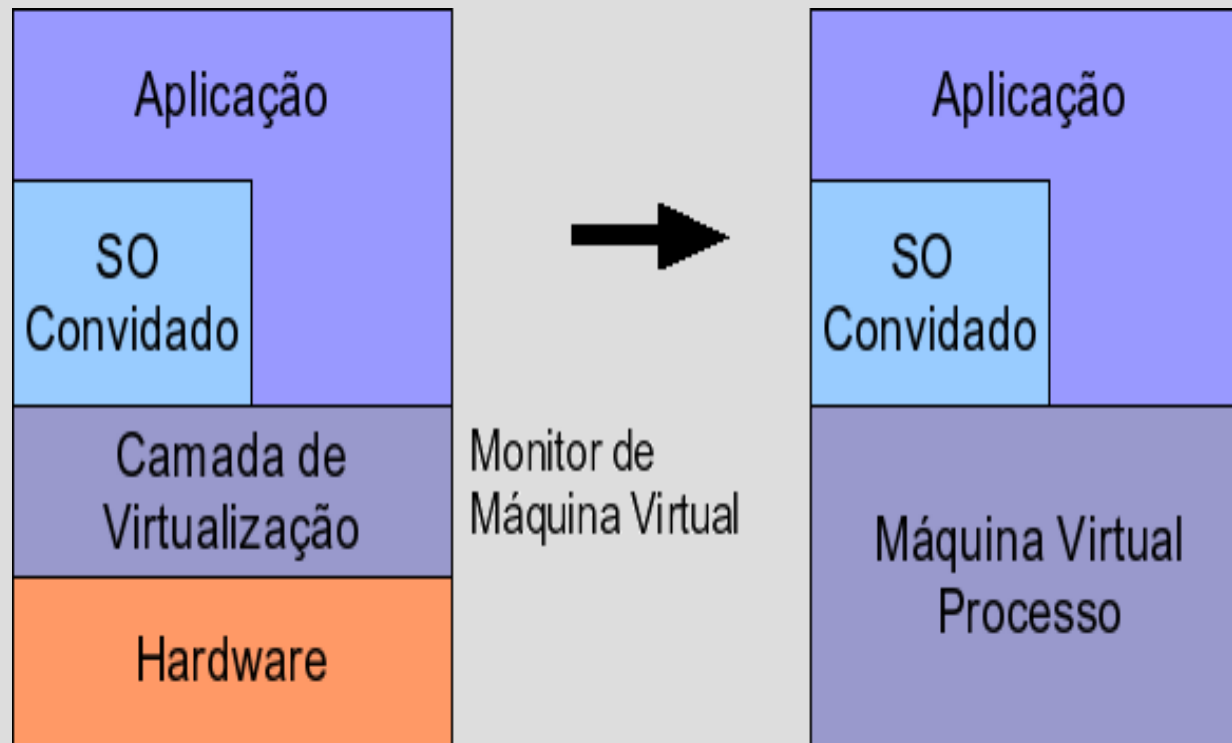 Aplicação
SO
Convidado
Camada de
Virtualização
Hardware
Monitor de
Máquina Virtual
Aplicação
SO
Convidado
Máquina Virtual
Processo